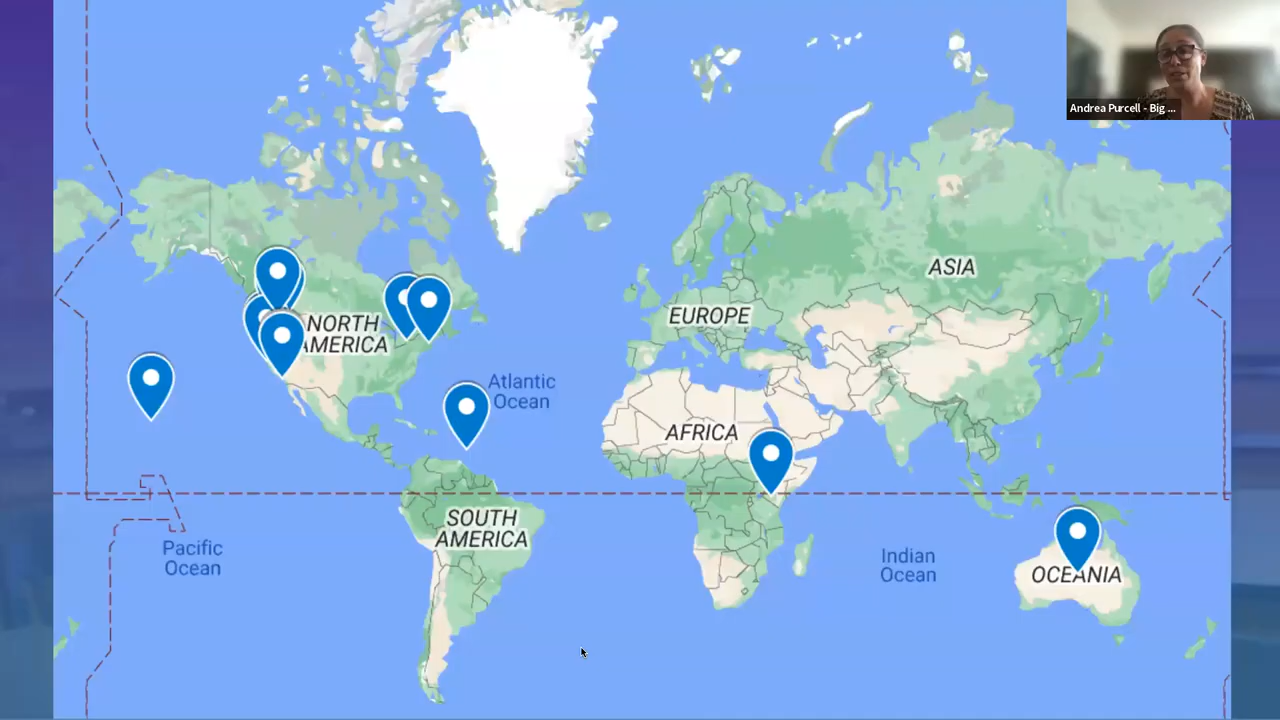 Andrea Purcell - Big ...
ASIA
EUROPE
NORTH
AMERICA
Atlantic
Ocean
AFRICA
SOUTH
AMERICA
Pacific
Ocean
Indian
Ocean
OCEANIA